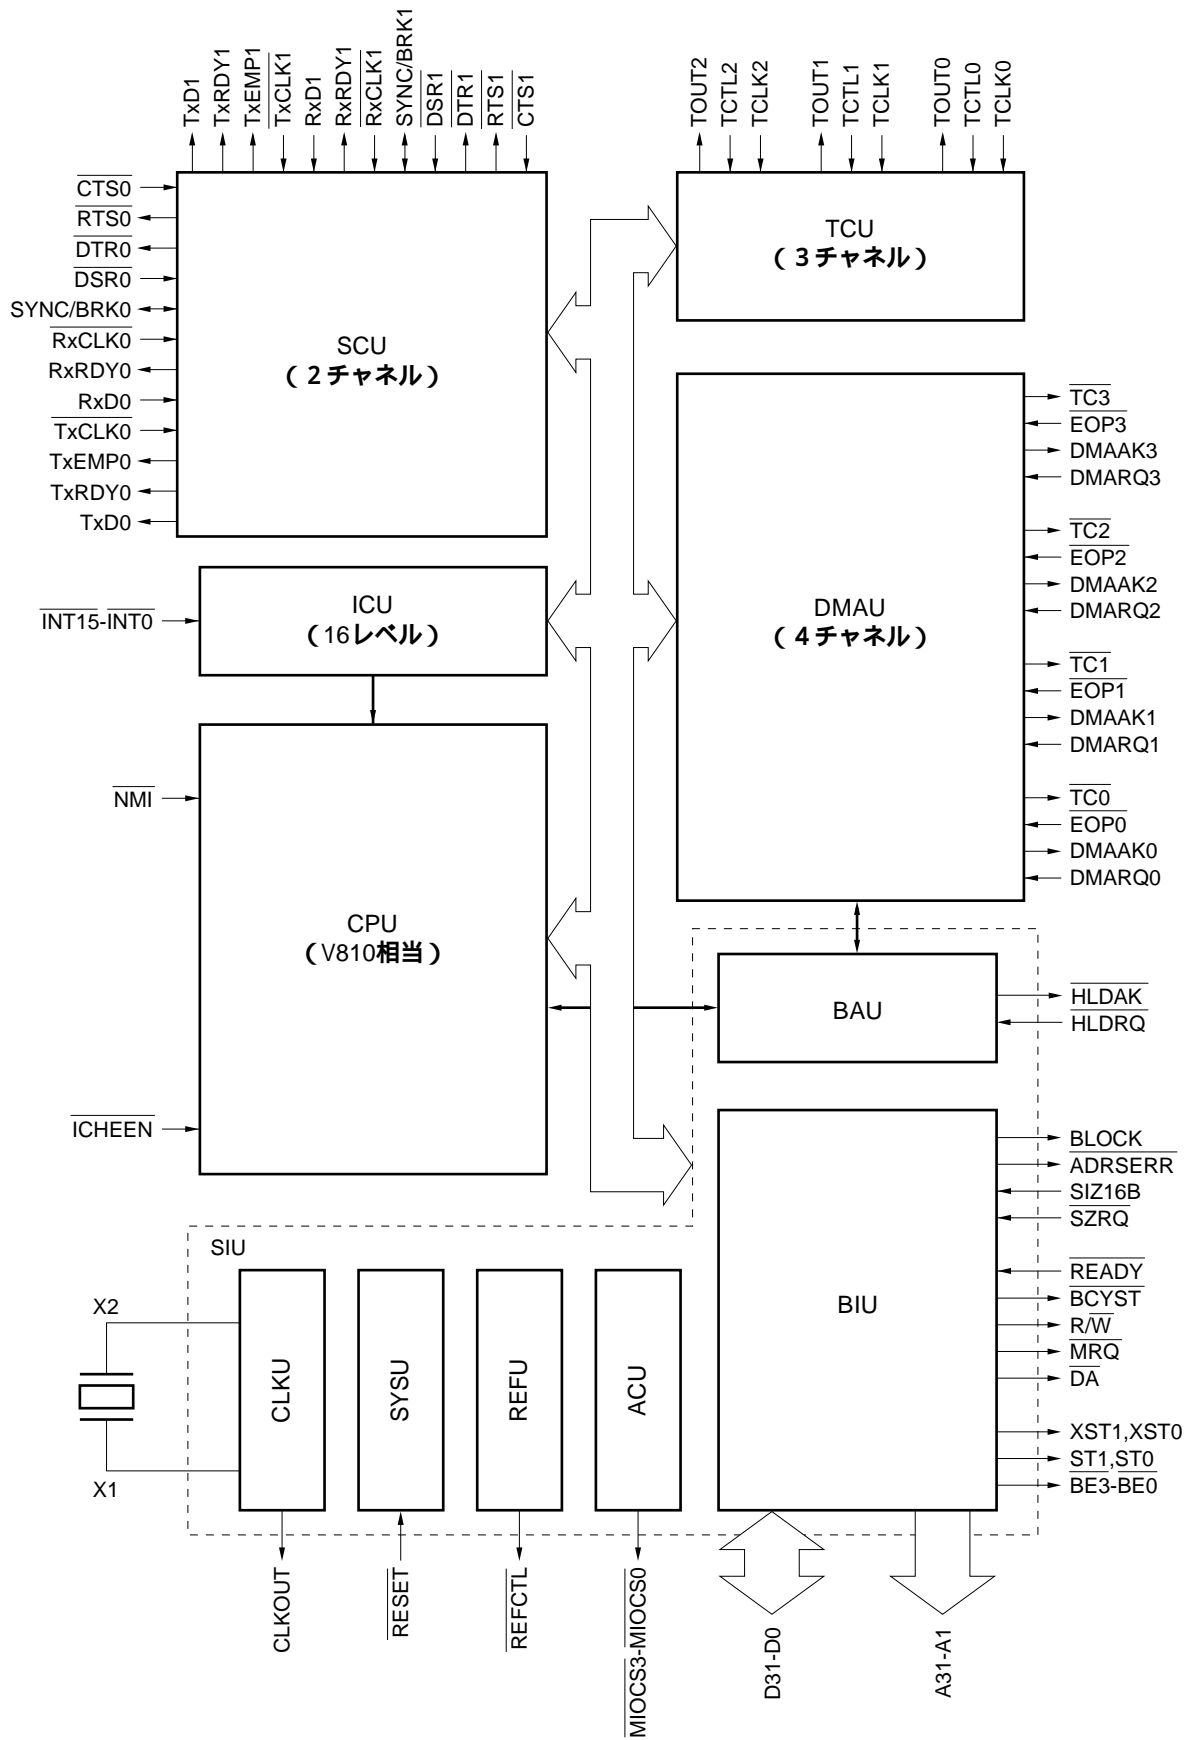 TxD1
TxRDY1
TxEMP1
TxCLK1
RxD1
RxRDY1
RxCLK1
SYNC/BRK1
DSR1
DTR1
RTS1
CTS1
TOUT2
TCTL2
TCLK2
TOUT1
TCTL1
TCLK1
TOUT0
TCTL0
TCLK0
CTS0
RTS0
DTR0
DSR0
SYNC/BRK0
RxCLK0
RxRDY0
RxD0
TxCLK0
TxEMP0
TxRDY0
TxD0
SCU
(2チャネル)
TCU
(3チャネル)
INT15-INT0
ICU
(16レベル)
DMAU
(4チャネル)
TC3
EOP3
DMAAK3
DMARQ3
TC2
EOP2
DMAAK2
DMARQ2
TC1
EOP1
DMAAK1
DMARQ1
TC0
EOP0
DMAAK0
DMARQ0
NMI
CPU
(V810相当)
ICHEEN
BAU
HLDAK
HLDRQ
BIU
BLOCK
ADRSERR
SIZ16B
SZRQ
READY
BCYST
R/W
MRQ
DA
XST1,XST0
ST1,ST0
BE3-BE0
SIU
X2
X1
CLKU
SYSU
REFU
ACU
CLKOUT
RESET
REFCTL
MIOCS3-MIOCS0
D31-D0
A31-A1